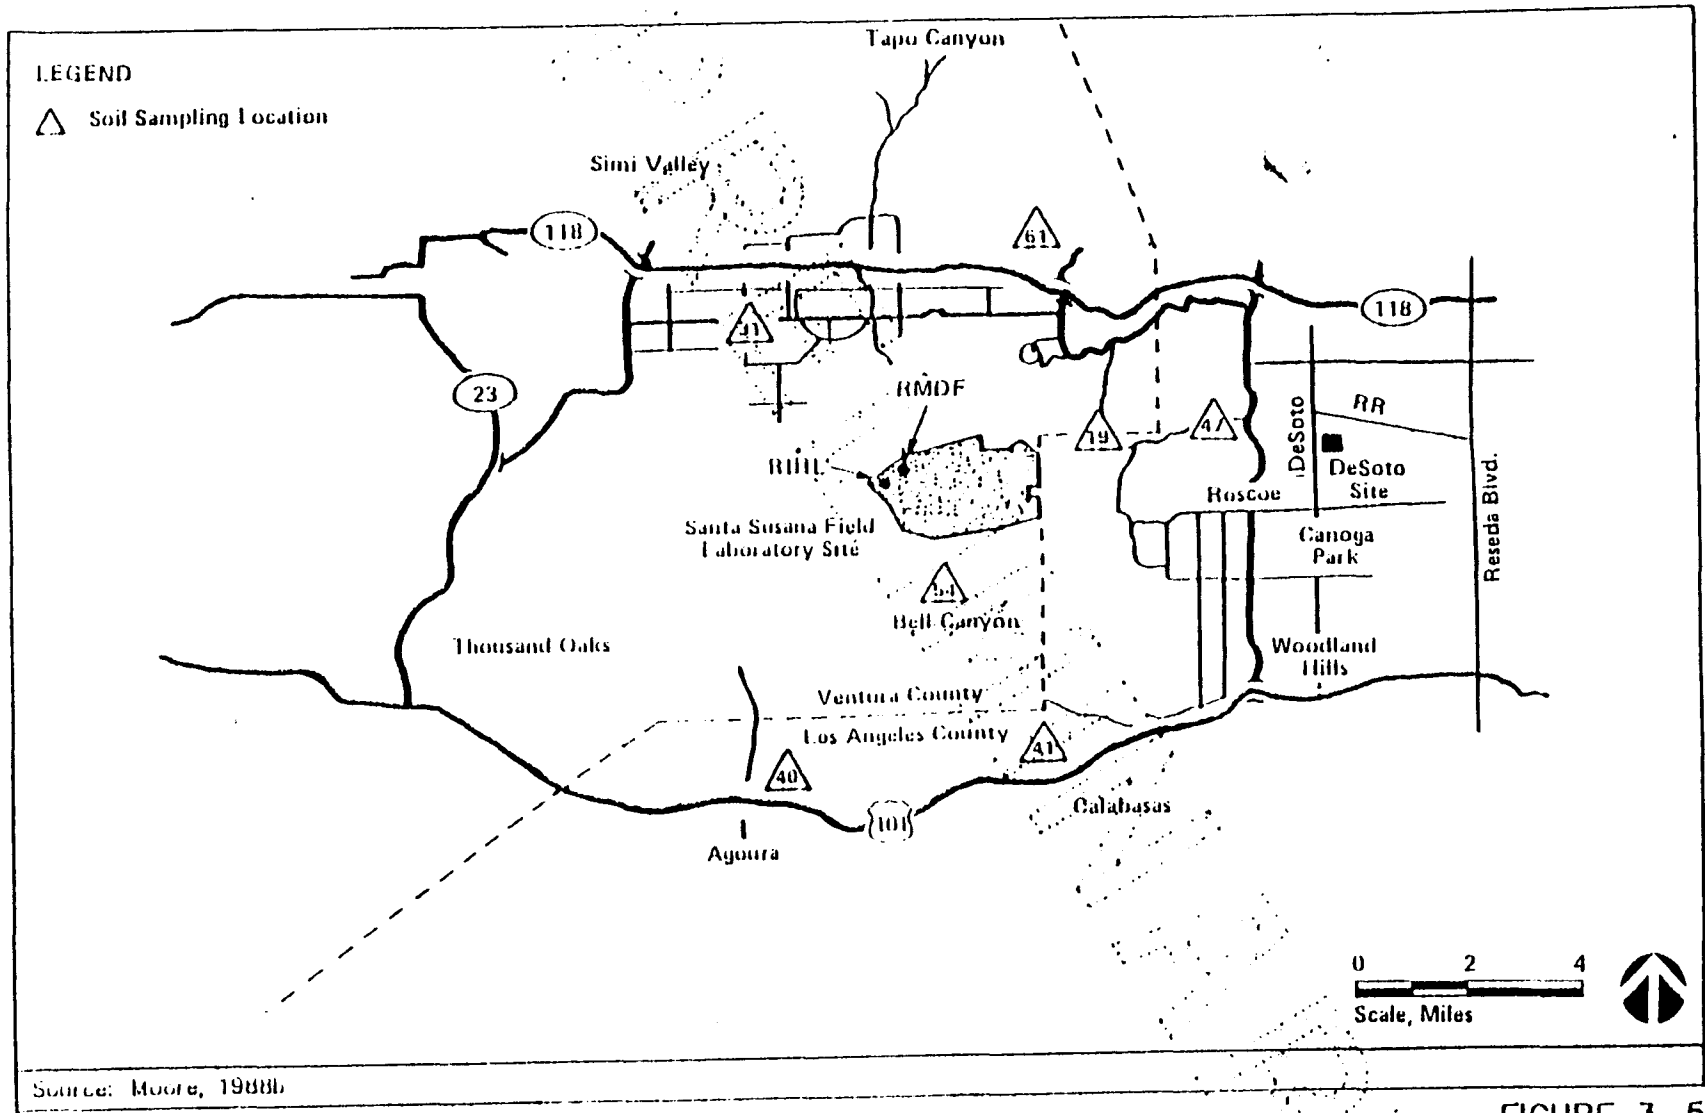 LEGEND
Soil Sampling Location
Tapo Canyon
Simi Valley
118
61
118
31
23
RMDF
19
47
DeSoto
RR
DeSoto
Site
Roscoe
Reseda Blvd.
Santa Susana Field
Laboratory Site
Canoga
Park
54
Bell Canyon
Thousand Oaks
Woodland
Hills
Ventura County
Los Angeles County
41
40
Calabasas
101
Agoura
0 2 4
Scale, Miles
Source: Moore, 1988b